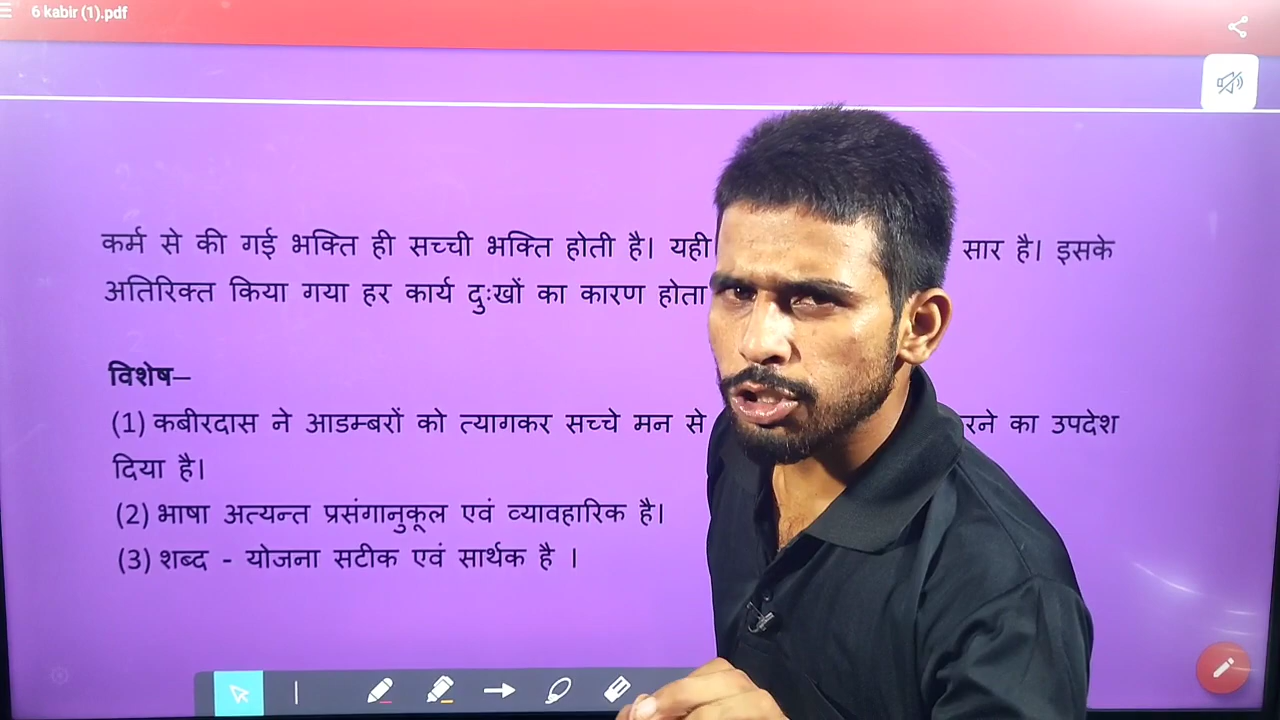 6 kabir (1).pdf
कर्म से की गई भक्ति ही सच्ची भक्ति होती है। यही सार है। इसके
अतिरिक्त किया गया हर कार्य दुःखों का कारण होता
विशेष–
(1) कबीरदास ने आडम्बरों को त्यागकर सच्चे मन से रने का उपदेश
दिया है।
(2) भाषा अत्यन्त प्रसंगानुकूल एवं व्यावहारिक है।
(3) शब्द - योजना सटीक एवं सार्थक है ।